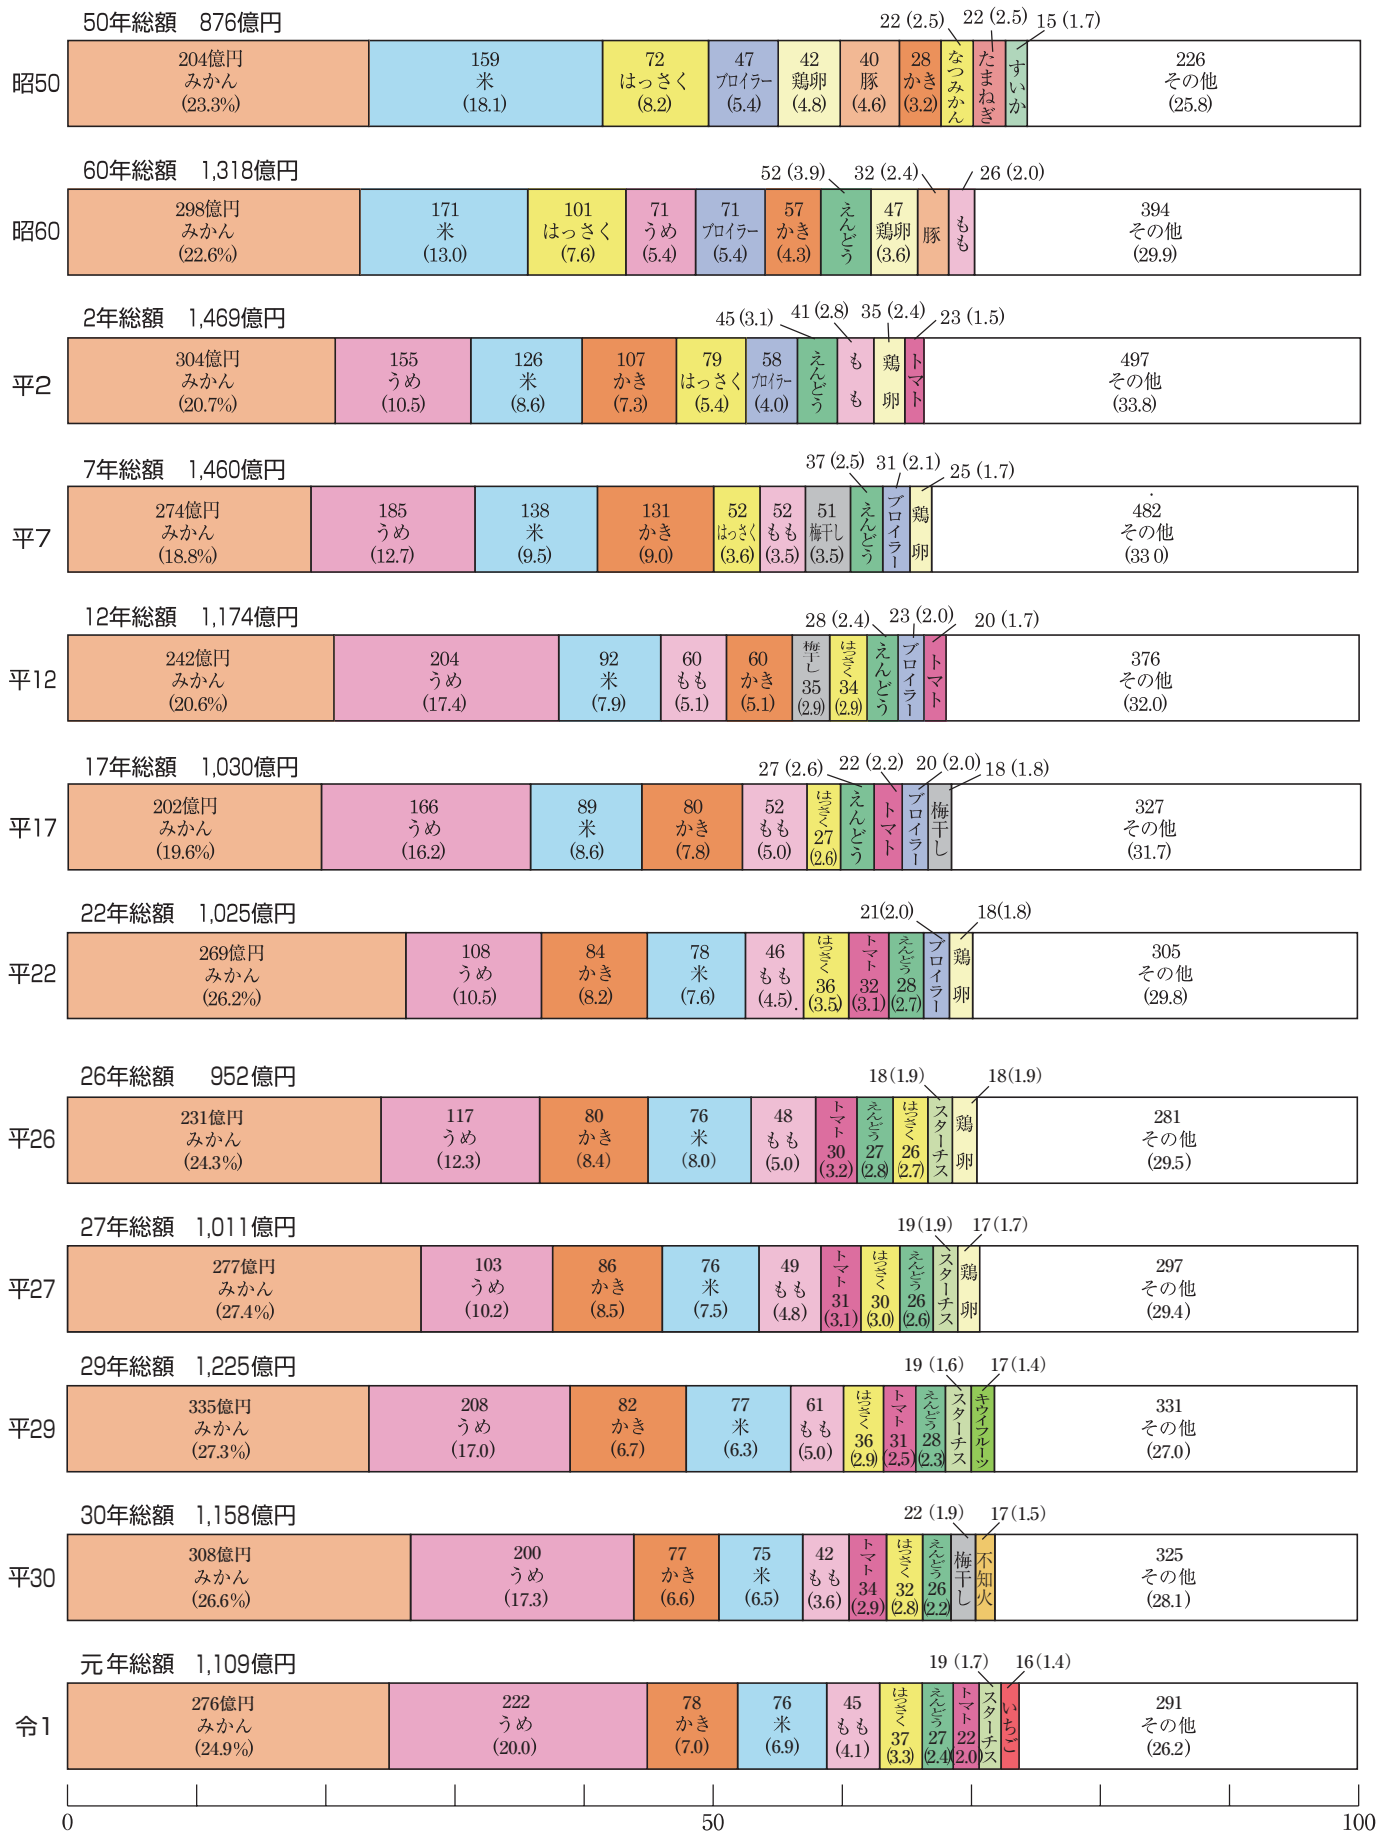 50年総額 876億円
22 (2.5) 22 (2.5) 15 (1.7)
昭50
204億円 159 72 47 42 40 28 226
みかん 米 はっさく ブロイラー 鶏卵 豚 かき なつみかん たまねぎ すいか その他
(23.3%) (18.1) (8.2) (5.4) (4.8) (4.6) (3.2) (25.8)
60年総額 1,318億円
52 (3.9) 32 (2.4) 26 (2.0)
昭60
298億円 171 101 71 71 57 47 394
みかん 米 はっさく うめ ブロイラー かき えんどう 鶏卵 豚 もも その他
(22.6%) (13.0) (7.6) (5.4) (5.4) (4.3) (3.6) (29.9)
2年総額 1,469億円
45 (3.1) 41 (2.8) 35 (2.4) 23 (1.5)
平2
304億円 155 126 107 79 58 497
みかん うめ 米 かき はっさく ブロイラー えんどう もも 鶏卵 トマト その他
(20.7%) (10.5) (8.6) (7.3) (5.4) (4.0) (33.8)
7年総額 1,460億円
37 (2.5) 31 (2.1) 25 (1.7)
平7
274億円 185 138 131 52 52 51 482
みかん うめ 米 かき はっさく もも 梅干し えんどう ブロイラー 鶏卵 その他
(18.8%) (12.7) (9.5) (9.0) (3.6) (3.5) (3.5) (33 0)
12年総額 1,174億円
28 (2.4) 23 (2.0) 20 (1.7)
平12
242億円 204 92 60 60 35 34 376
みかん うめ 米 もも かき 梅干し はっさく えんどう ブロイラー トマト その他
(20.6%) (17.4) (7.9) (5.1) (5.1) (2.9) (2.9) (32.0)
17年総額 1,030億円
27 (2.6) 22 (2.2) 20 (2.0) 18 (1.8)
平17
202億円 166 89 80 52 27 327
みかん うめ 米 かき もも はっさく えんどう トマト ブロイラー 梅干し その他
(19.6%) (16.2) (8.6) (7.8) (5.0) (2.6) (31.7)
22年総額 1,025億円
21(2.0) 18(1.8)
平22
269億円 108 84 78 46 36 32 28 305
みかん うめ かき 米 もも はっさく トマト えんどう ブロイラー 鶏卵 その他
(26.2%) (10.5) (8.2) (7.6) (4.5) (3.5) (3.1) (2.7) (29.8)
26年総額 952億円
18(1.9) 18(1.9)
平26
231億円 117 80 76 48 30 27 26 281
みかん うめ かき 米 もも トマト えんどう はっさく スターチス 鶏卵 その他
(24.3%) (12.3) (8.4) (8.0) (5.0) (3.2) (2.8) (2.7) (29.5)
27年総額 1,011億円
19(1.9) 17(1.7)
平27
277億円 103 86 76 49 31 30 26 297
みかん うめ かき 米 もも トマト はっさく えんどう スターチス 鶏卵 その他
(27.4%) (10.2) (8.5) (7.5) (4.8) (3.1) (3.0) (2.6) (29.4)
29年総額 1,225億円
19 (1.6) 17(1.4)
平29
335億円 208 82 77 61 36 31 28 331
みかん うめ かき 米 もも はっさく トマト えんどう スターチス キウイフルーツ その他
(27.3%) (17.0) (6.7) (6.3) (5.0) (2.9) (2.5) (2.3) (27.0)
30年総額 1,158億円
22 (1.9) 17(1.5)
平30
308億円 200 77 75 42 34 32 26 325
みかん うめ かき 米 もも トマト はっさく えんどう 梅干し 不知火 その他
(26.6%) (17.3) (6.6) (6.5) (3.6) (2.9) (2.8) (2.2) (28.1)
元年総額 1,109億円
19 (1.7) 16(1.4)
令1
276億円 222 78 76 45 37 27 22 291
みかん うめ かき 米 もも はっさく えんどう トマト スターチス いちご その他
(24.9%) (20.0) (7.0) (6.9) (4.1) (3.3) (2.4) (2.0) (26.2)
0 50 100